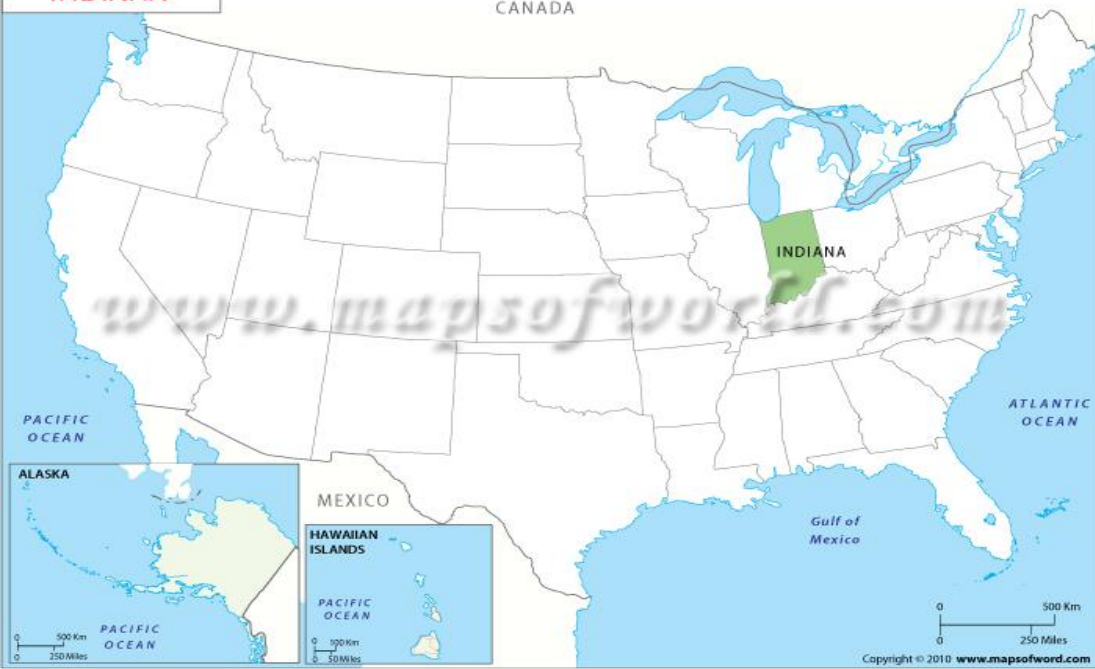 CANADA
INDIANA
www.mapsofworld.com
PACIFIC
OCEAN
ATLANTIC
OCEAN
ALASKA
MEXICO
HAWAIIAN
ISLANDS
Gulf of
Mexico
PACIFIC
OCEAN
PACIFIC
OCEAN
0 500 Km
0 250 Miles
0 500 Km
0 250 Miles
0 100 Km
0 50 Miles
Copyright © 2010 www.mapsofword.com